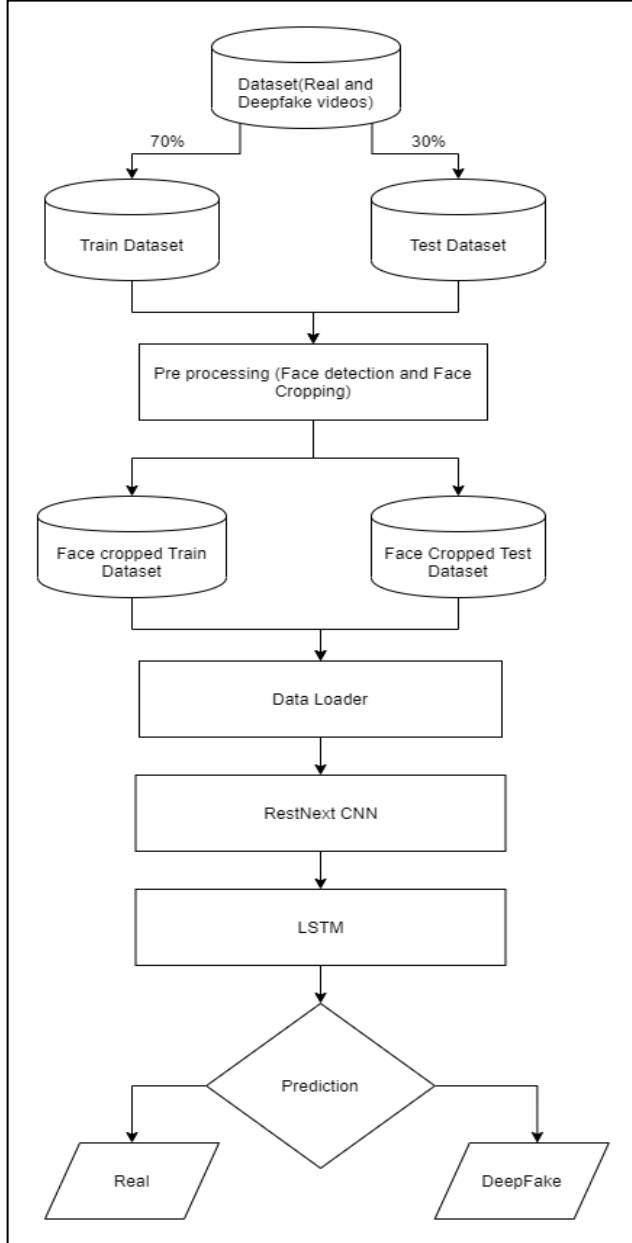 Dataset(Real and
Deepfake videos)
70%
30%
Train Dataset
Test Dataset
Pre processing (Face detection and Face
Cropping)
Face cropped Train
Dataset
Face Cropped Test
Dataset
Data Loader
RestNext CNN
LSTM
Prediction
Real
DeepFake